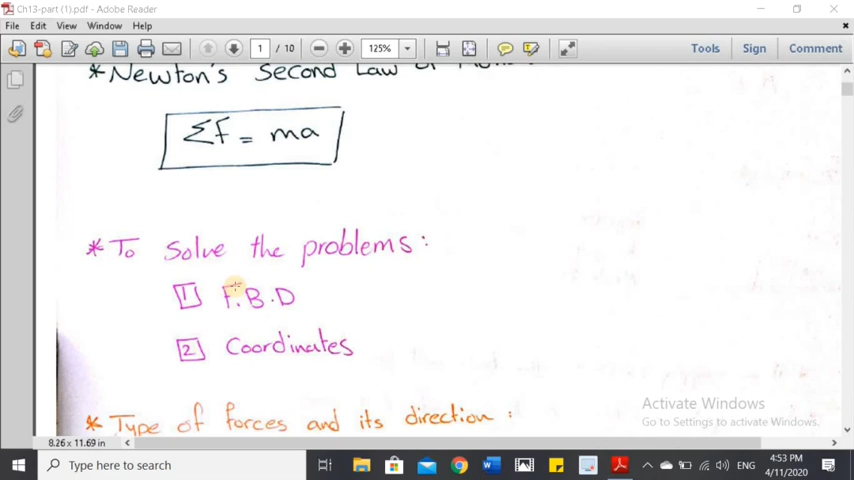 Ch13-part (1).pdf - Adobe Reader
File Edit View Window Help
1 / 10 125% Tools Sign Comment
*Newton's Second Law of
ΣF = ma
* To Solve the problems:
1 F.B.D
2 Coordinates
* Type of forces and its direction:
Activate Windows
Go to Settings to activate Windows.
8.26 x 11.69 in
Type here to search
ENG
4:53 PM
4/11/2020